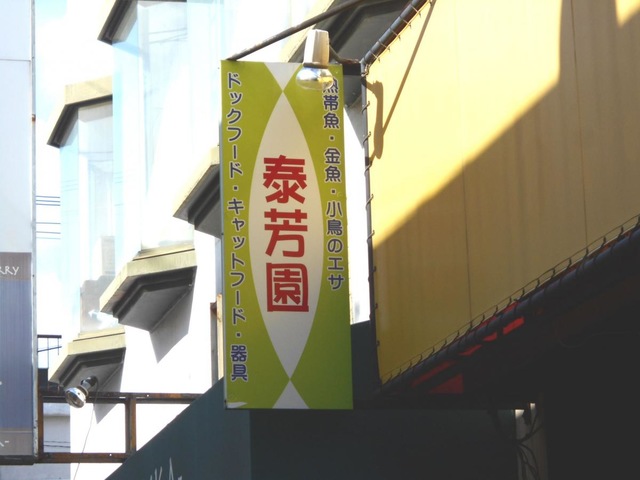 熱帯魚・金魚・小鳥のエサ
泰芳園
ドックフード・キャットフード・器具
RRY